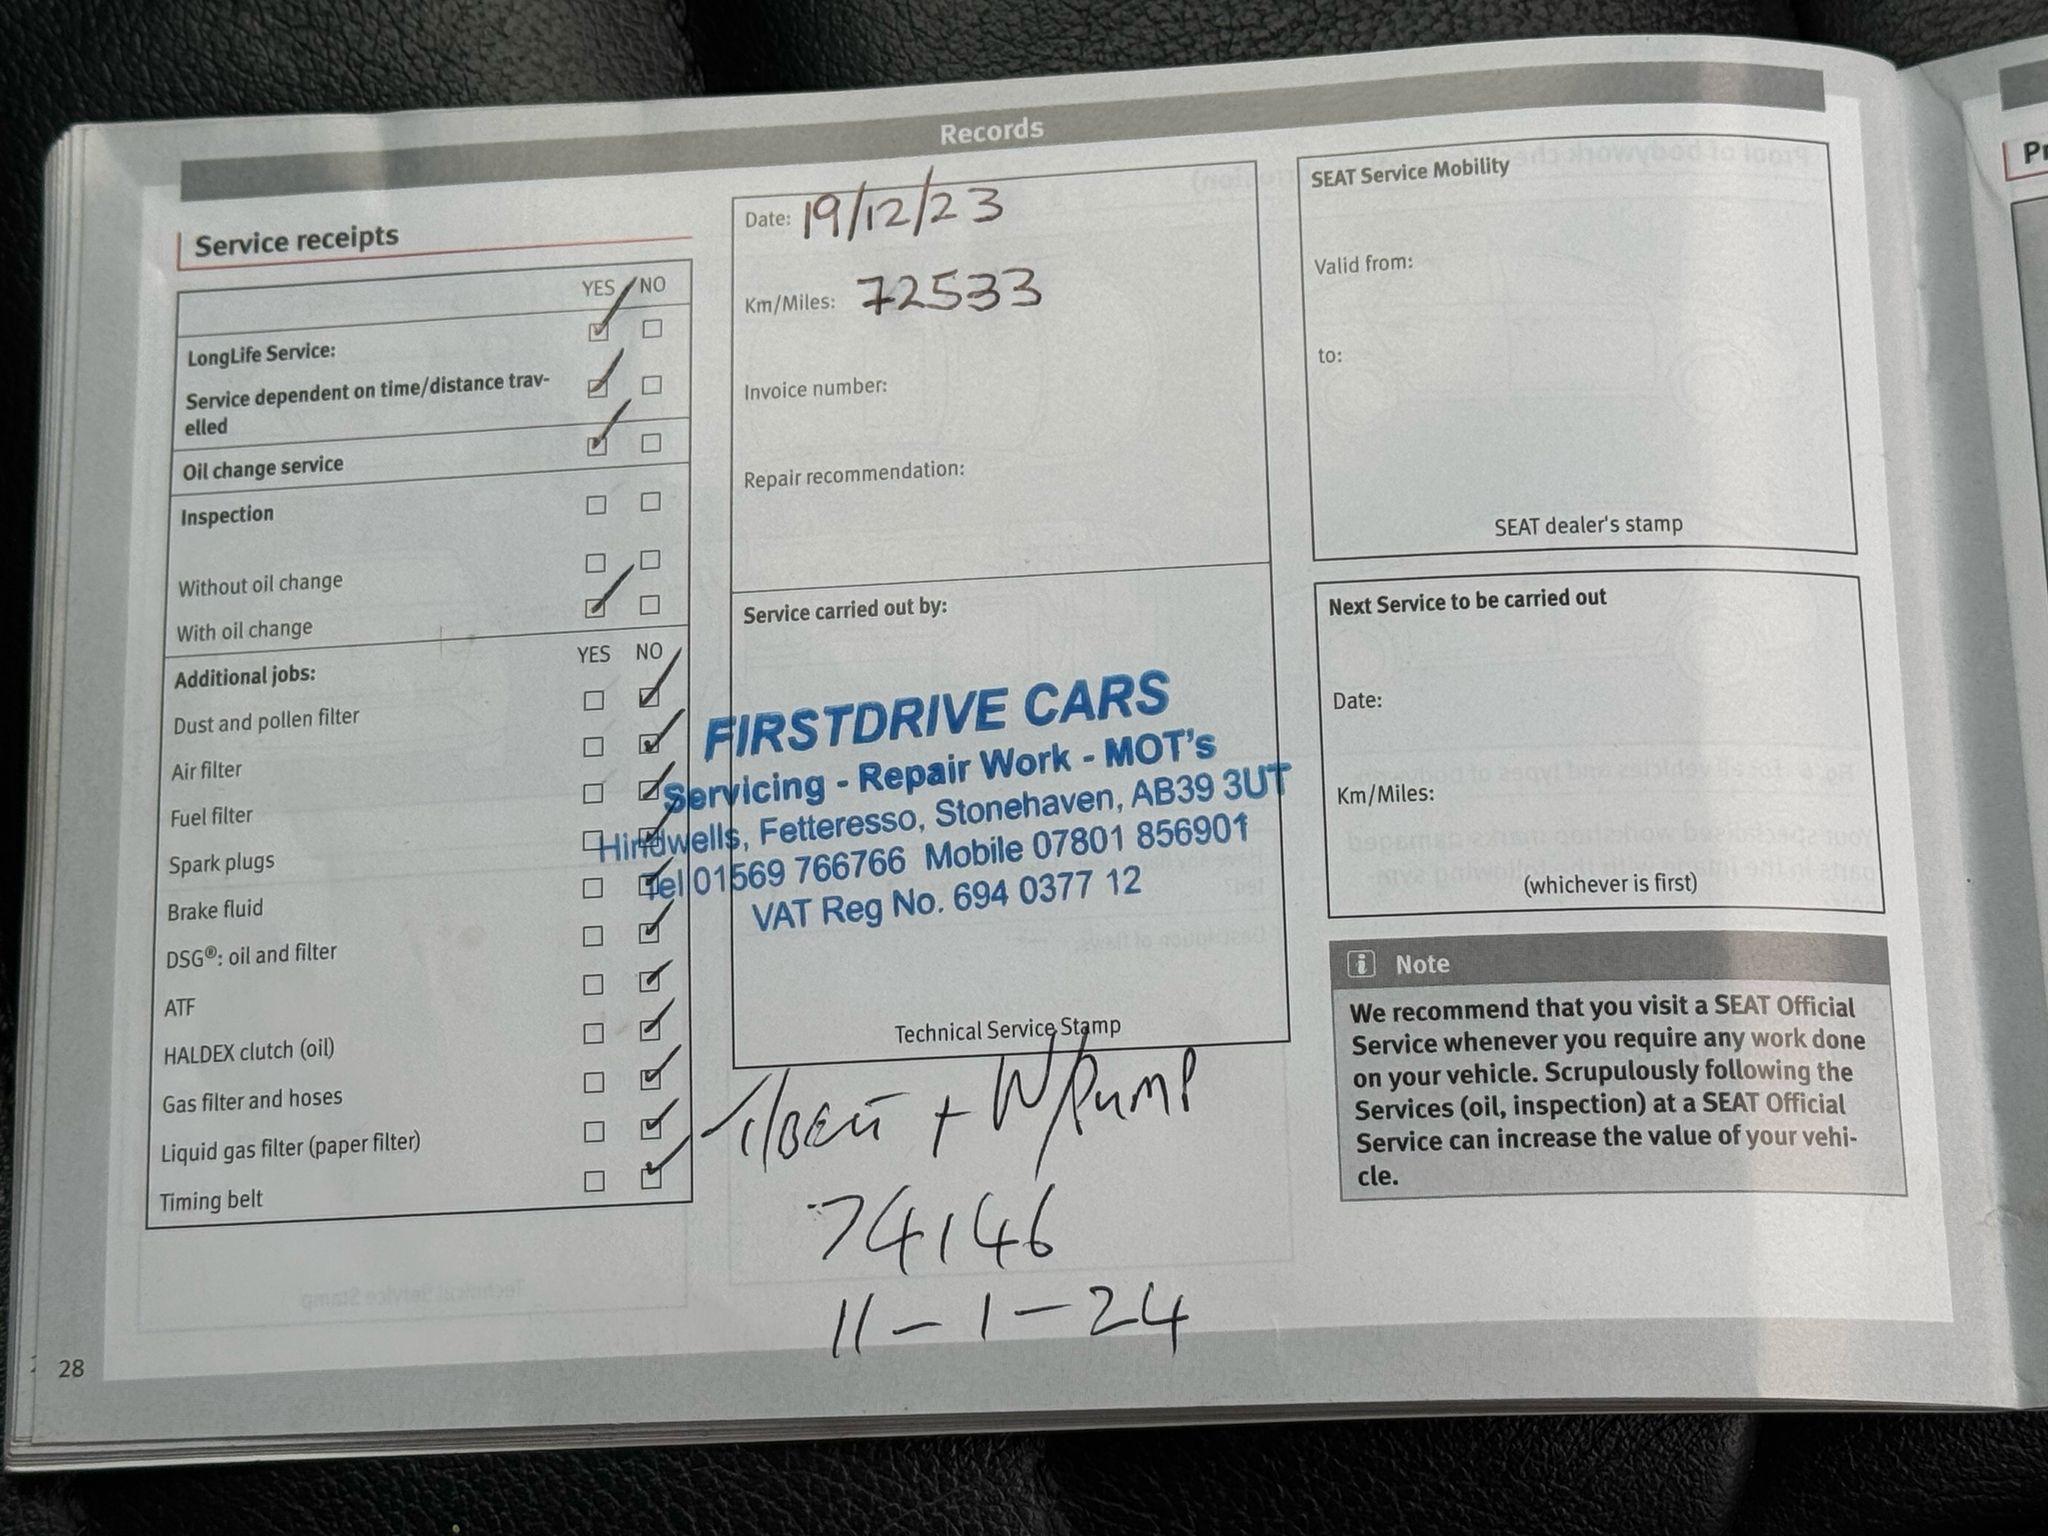 Records
Service receipts
YES NO
LongLife Service:
Service dependent on time/distance trav-
elled
Oil change service
Inspection
Without oil change
With oil change
Additional jobs:
YES NO
Dust and pollen filter
Air filter
Fuel filter
Spark plugs
Brake fluid
DSG®: oil and filter
ATF
HALDEX clutch (oil)
Gas filter and hoses
Liquid gas filter (paper filter)
Timing belt
28
Date: 19/12/23
Km/Miles: 72533
Invoice number:
Repair recommendation:
Service carried out by:
FIRSTDRIVE CARS
Servicing - Repair Work - MOT's
Hindwells, Fetteresso, Stonehaven, AB39 3UT
Tel 01569 766766 Mobile 07801 856901
VAT Reg No. 694 0377 12
Technical Service Stamp
T/BELT + W/PUMP
74146
11-1-24
SEAT Service Mobility
Valid from:
to:
SEAT dealer's stamp
Next Service to be carried out
Date:
Km/Miles:
(whichever is first)
i Note
We recommend that you visit a SEAT Official
Service whenever you require any work done
on your vehicle. Scrupulously following the
Services (oil, inspection) at a SEAT Official
Service can increase the value of your vehi-
cle.